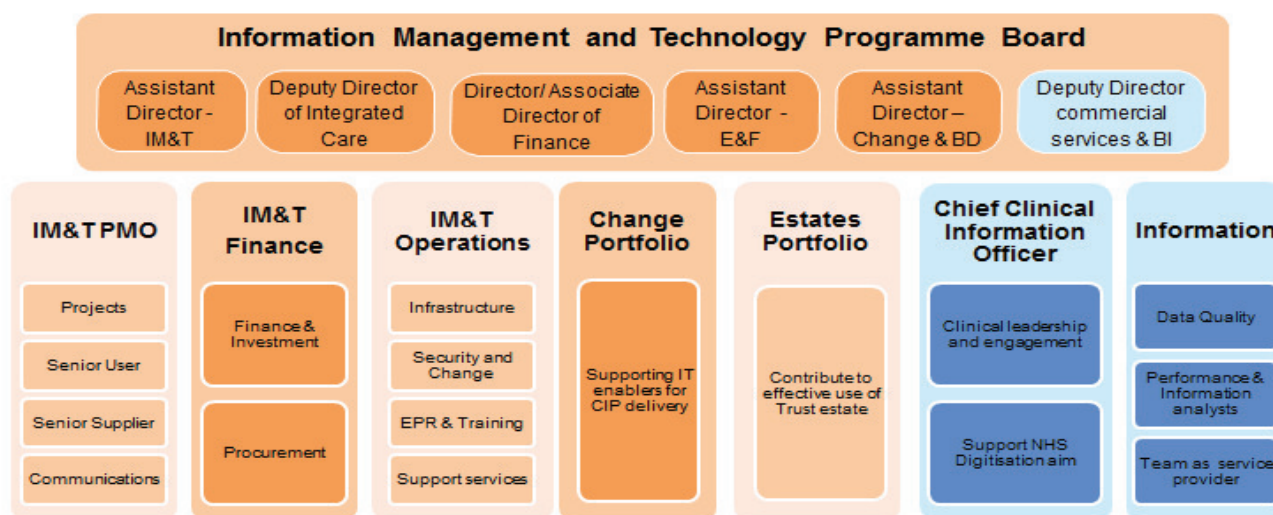 Information Management and Technology Programme Board
Assistant
Director -
IM&T
Deputy Director
of Integrated
Care
Director/Associate
Director of
Finance
Assistant
Director -
E&F
Assistant
Director –
Change & BD
Deputy Director
commercial
services & BI
IM&T PMO
Projects
Senior User
Senior Supplier
Communications
IM&T
Finance
Finance &
Investment
Procurement
IM&T
Operations
Infrastructure
Security and
Change
EPR & Training
Support services
Change
Portfolio
Supporting IT
enablers for
CIP delivery
Estates
Portfolio
Contribute to
effective use of
Trust estate
Chief Clinical
Information
Officer
Clinical leadership
and engagement
Support NHS
Digitisation aim
Information
Data Quality
Performance &
Information
analysts
Team as service
provider